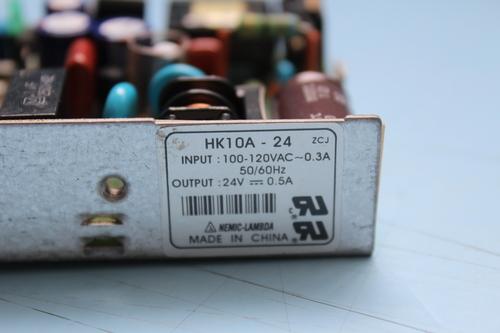 HK10A - 24 ZCJ
INPUT : 100-120VAC~0.3A
50/60Hz
OUTPUT : 24V ⎓ 0.5A
NEMIC-LAMBDA
MADE IN CHINA